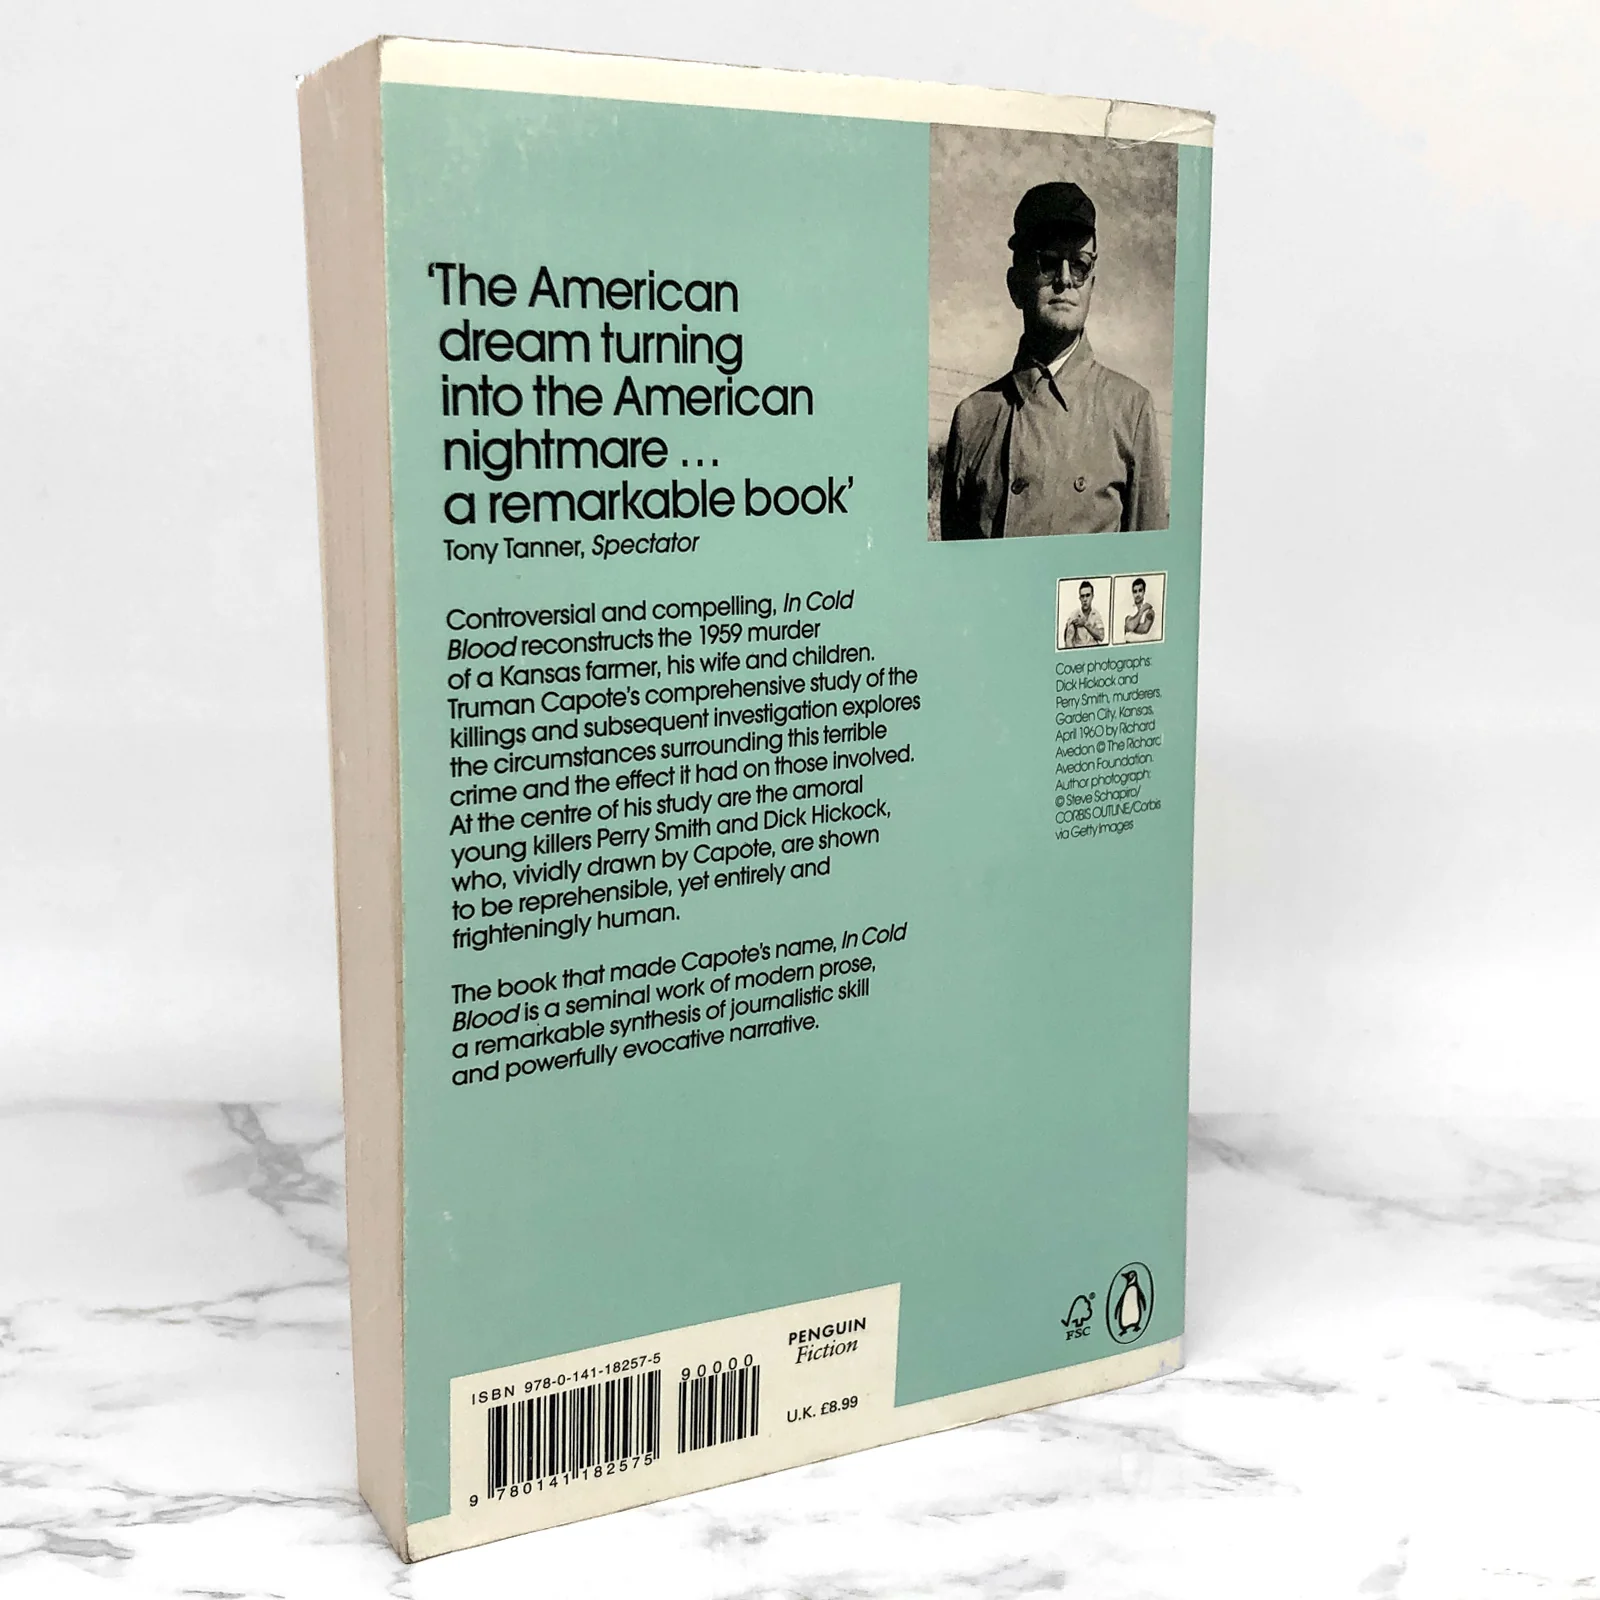 ‘The American
dream turning
into the American
nightmare ...
a remarkable book’
Tony Tanner, Spectator
Controversial and compelling, In Cold
Blood reconstructs the 1959 murder
of a Kansas farmer, his wife and children.
Truman Capote’s comprehensive study of the
killings and subsequent investigation explores
the circumstances surrounding this terrible
crime and the effect it had on those involved.
At the centre of his study are the amoral
young killers Perry Smith and Dick Hickock,
who, vividly drawn by Capote, are shown
to be reprehensible, yet entirely and
frighteningly human.
The book that made Capote’s name, In Cold
Blood is a seminal work of modern prose,
a remarkable synthesis of journalistic skill
and powerfully evocative narrative.
Cover photographs:
Dick Hickock and
Perry Smith, murderers,
Garden City, Kansas,
April 1960 by Richard
Avedon © The Richard
Avedon Foundation.
Author photograph:
© Steve Schapiro/
CORBIS OUTLINE/Corbis
via Getty Images
FSC®
ISBN 978-0-141-18257-5
90000
9 780141 182575
PENGUIN
Fiction
U.K. £8.99